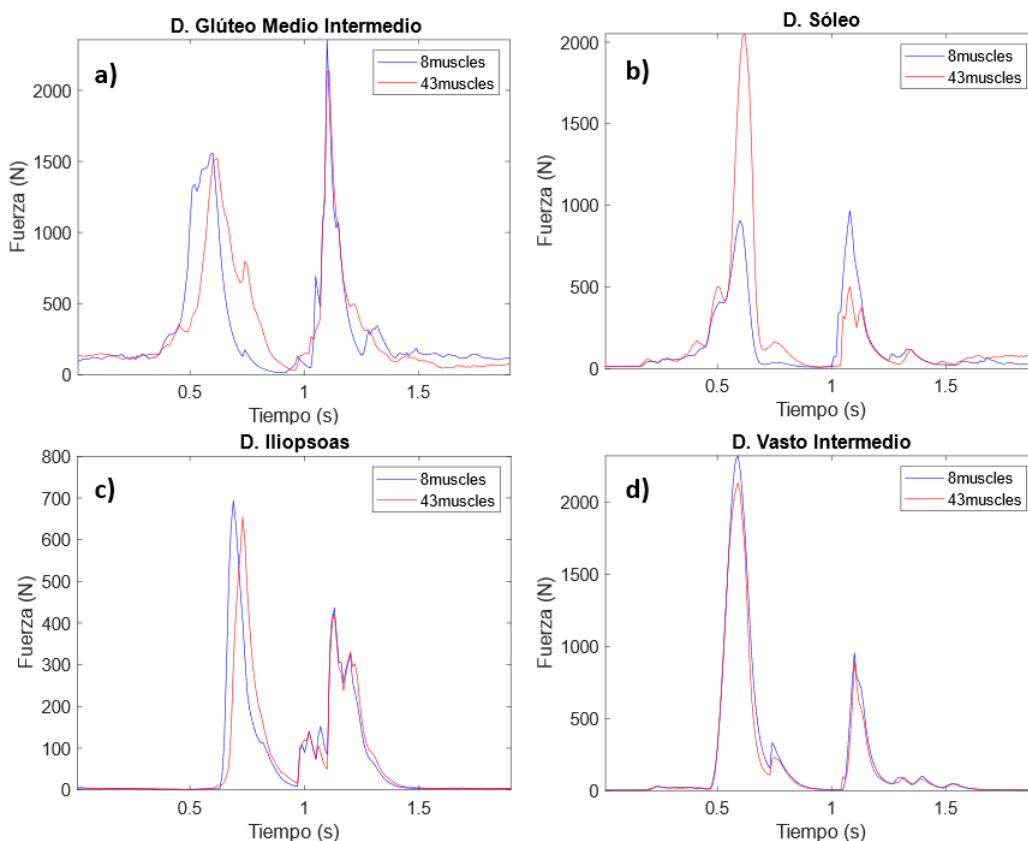 D. Glúteo Medio Intermedio
a)
8muscles
43muscles
Fuerza (N)
2000
1500
1000
500
0
0.5
1
1.5
Tiempo (s)
D. Sóleo
b)
8muscles
43muscles
Fuerza (N)
2000
1500
1000
500
0
0.5
1
1.5
Tiempo (s)
D. Iliopsoas
c)
8muscles
43muscles
Fuerza (N)
800
700
600
500
400
300
200
100
0
0.5
1
1.5
Tiempo (s)
D. Vasto Intermedio
d)
8muscles
43muscles
Fuerza (N)
2000
1500
1000
500
0
0.5
1
1.5
Tiempo (s)